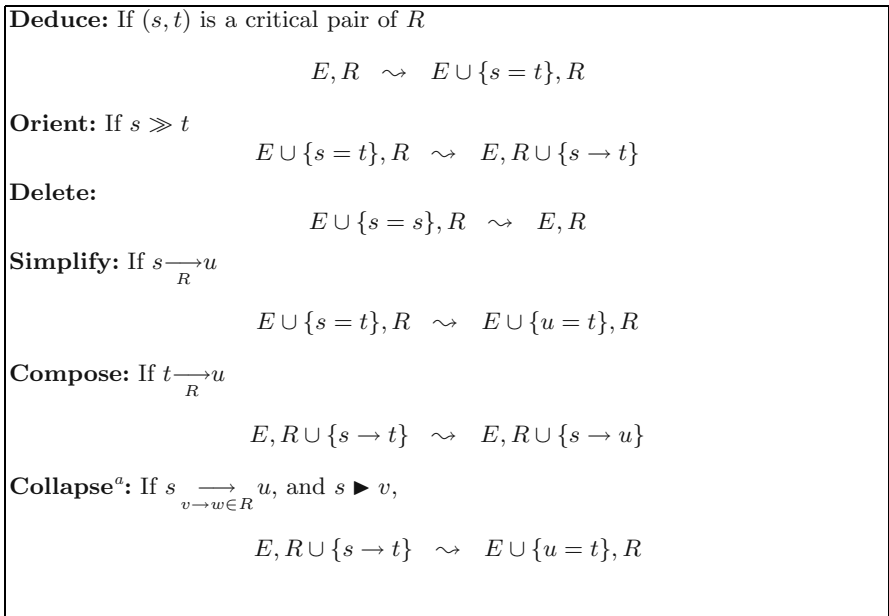 Deduce: If (s, t) is a critical pair of R
E, R ⇝ E ∪ {s = t}, R
Orient: If s ≫ t
E ∪ {s = t}, R ⇝ E, R ∪ {s → t}
Delete:
E ∪ {s = s}, R ⇝ E, R
Simplify: If s ⟶_R u
E ∪ {s = t}, R ⇝ E ∪ {u = t}, R
Compose: If t ⟶_R u
E, R ∪ {s → t} ⇝ E, R ∪ {s → u}
Collapse^a: If s ⟶_{v→w∈R} u, and s ▶ v,
E, R ∪ {s → t} ⇝ E ∪ {u = t}, R